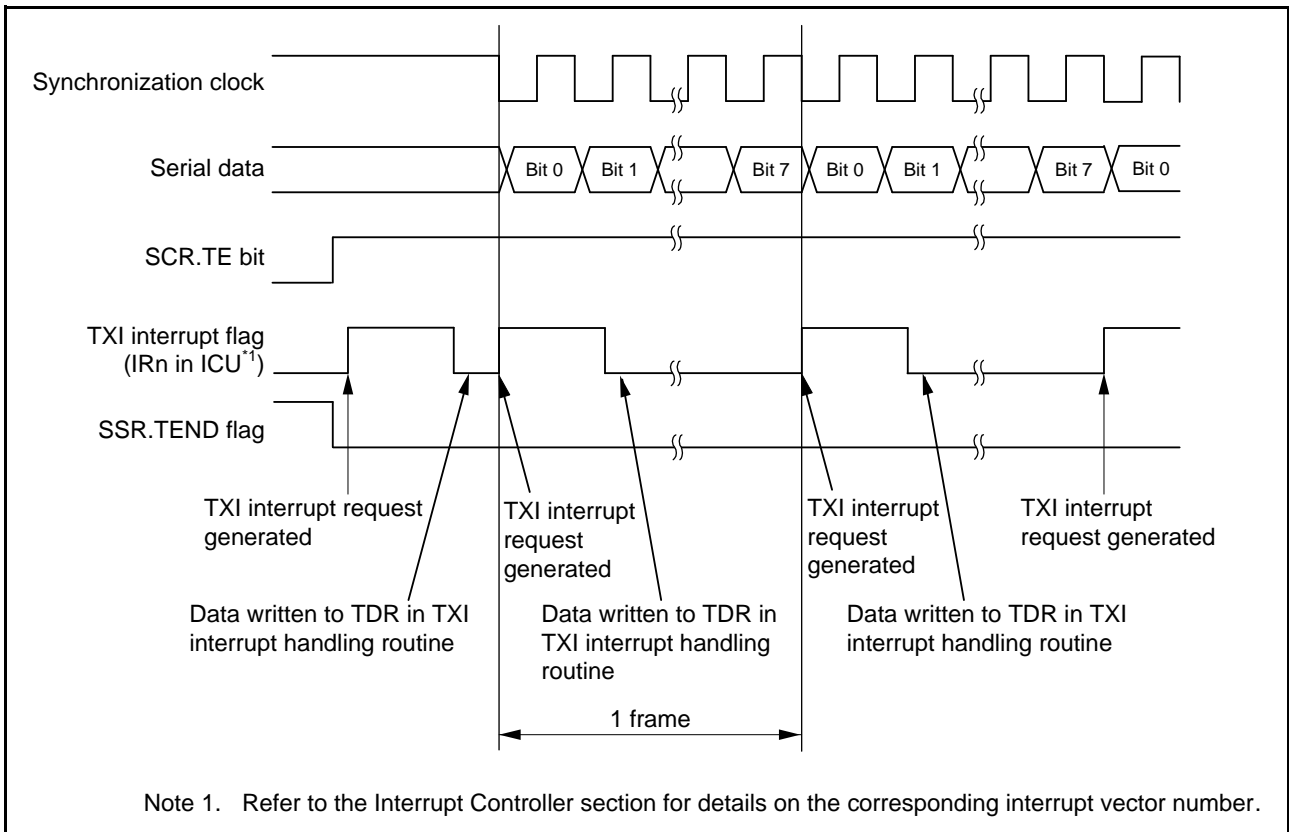 Synchronization clock
Serial data
Bit 0 Bit 1 Bit 7 Bit 0 Bit 1 Bit 7 Bit 0
SCR.TE bit
TXI interrupt flag
(IRn in ICU*1)
SSR.TEND flag
TXI interrupt request
generated
TXI interrupt
request
generated
TXI interrupt
request
generated
TXI interrupt
request generated
Data written to TDR in TXI
interrupt handling routine
Data written to TDR in
TXI interrupt handling
routine
Data written to TDR in TXI
interrupt handling routine
1 frame
Note 1. Refer to the Interrupt Controller section for details on the corresponding interrupt vector number.